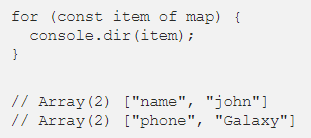 for (const item of map) {
  console.dir(item);
}
// Array(2) ["name", "john"]
// Array(2) ["phone", "Galaxy"]